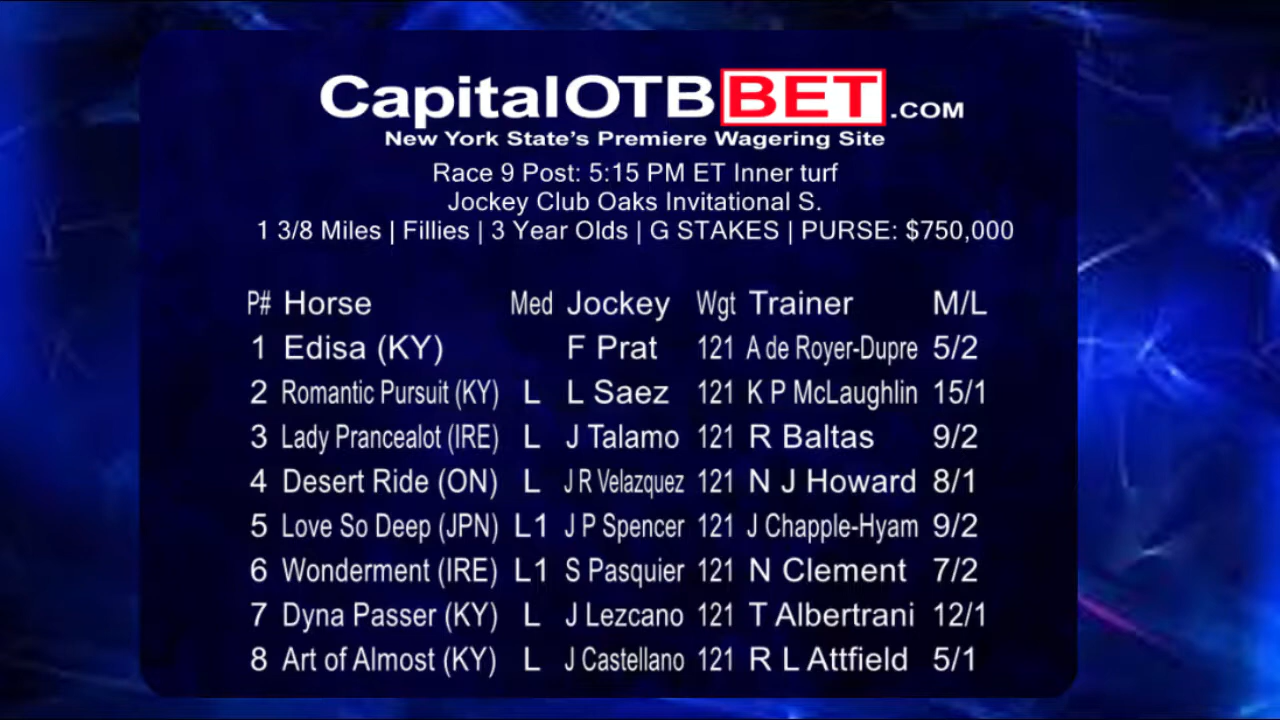 CapitalOTBBET.COM
New York State's Premiere Wagering Site
Race 9 Post: 5:15 PM ET Inner turf
Jockey Club Oaks Invitational S.
1 3/8 Miles | Fillies | 3 Year Olds | G STAKES | PURSE: $750,000
P# Horse Med Jockey Wgt Trainer M/L
1 Edisa (KY) F Prat 121 A de Royer-Dupre 5/2
2 Romantic Pursuit (KY) L L Saez 121 K P McLaughlin 15/1
3 Lady Prancealot (IRE) L J Talamo 121 R Baltas 9/2
4 Desert Ride (ON) L J R Velazquez 121 N J Howard 8/1
5 Love So Deep (JPN) L1 J P Spencer 121 J Chapple-Hyam 9/2
6 Wonderment (IRE) L1 S Pasquier 121 N Clement 7/2
7 Dyna Passer (KY) L J Lezcano 121 T Albertrani 12/1
8 Art of Almost (KY) L J Castellano 121 R L Attfield 5/1